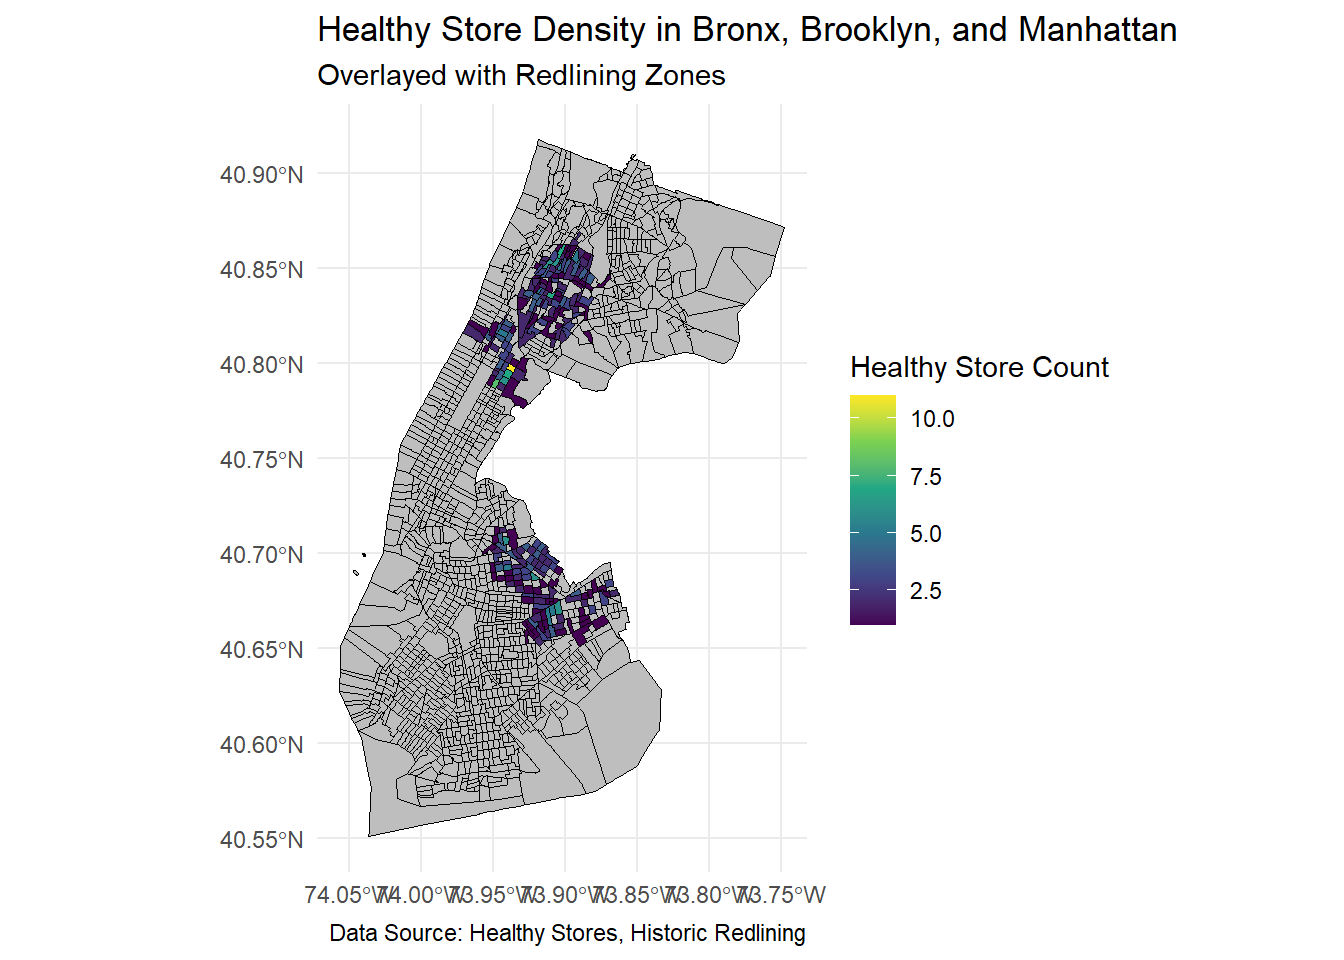 Healthy Store Density in Bronx, Brooklyn, and Manhattan
Overlayed with Redlining Zones
40.90°N
40.85°N
40.80°N
40.75°N
40.70°N
40.65°N
40.60°N
40.55°N
74.05°W 74.00°W 73.95°W 73.90°W 73.85°W 73.80°W 73.75°W
Healthy Store Count
10.0
7.5
5.0
2.5
Data Source: Healthy Stores, Historic Redlining